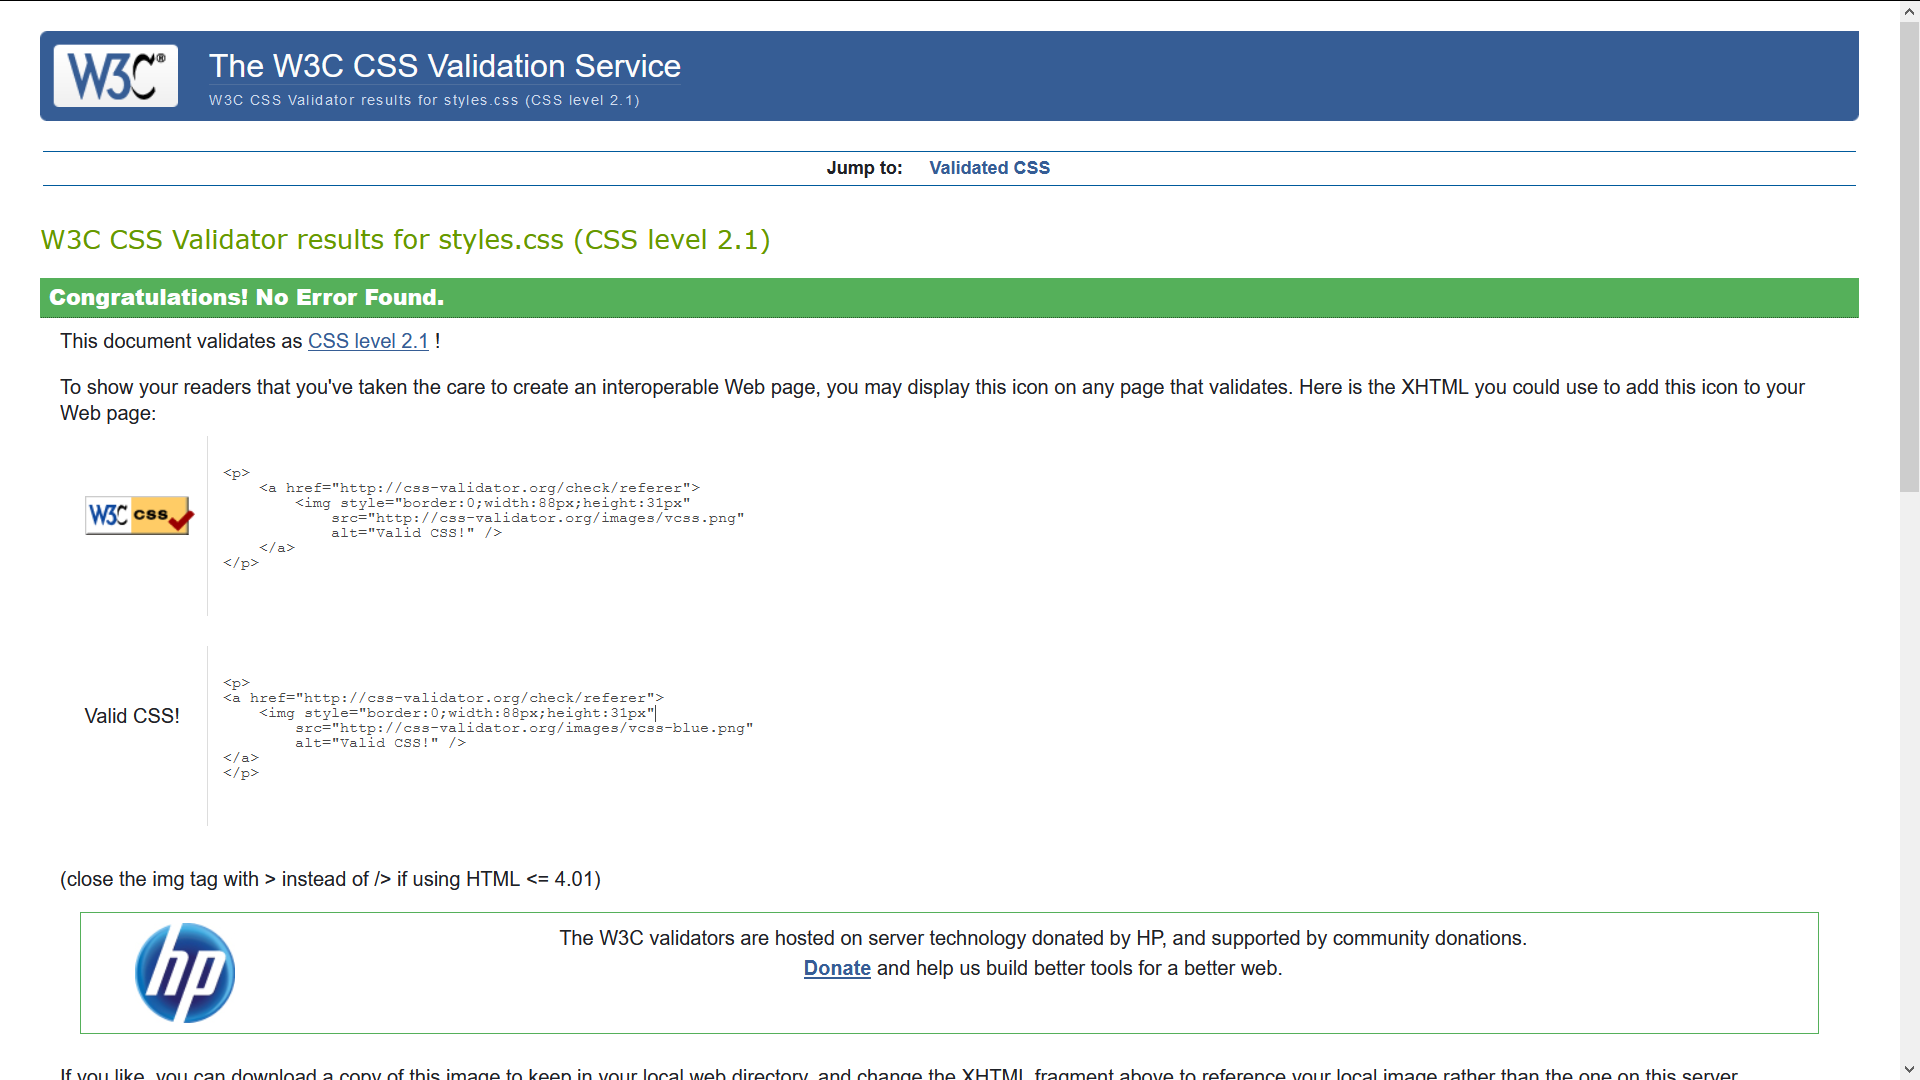 W3C®
The W3C CSS Validation Service
W3C CSS Validator results for styles.css (CSS level 2.1)
Jump to: Validated CSS
W3C CSS Validator results for styles.css (CSS level 2.1)
Congratulations! No Error Found.
This document validates as CSS level 2.1 !
To show your readers that you've taken the care to create an interoperable Web page, you may display this icon on any page that validates. Here is the XHTML you could use to add this icon to your
Web page:
W3C css
<p>
    <a href="http://css-validator.org/check/referer">
        <img style="border:0;width:88px;height:31px"
            src="http://css-validator.org/images/vcss.png"
            alt="Valid CSS!" />
    </a>
</p>
Valid CSS!
<p>
<a href="http://css-validator.org/check/referer">
    <img style="border:0;width:88px;height:31px"
        src="http://css-validator.org/images/vcss-blue.png"
        alt="Valid CSS!" />
</a>
</p>
(close the img tag with > instead of /> if using HTML <= 4.01)
hp
The W3C validators are hosted on server technology donated by HP, and supported by community donations.
Donate and help us build better tools for a better web.
If you like, you can download a copy of this image to keep in your local web directory, and change the XHTML fragment above to reference your local image rather than the one on this server.